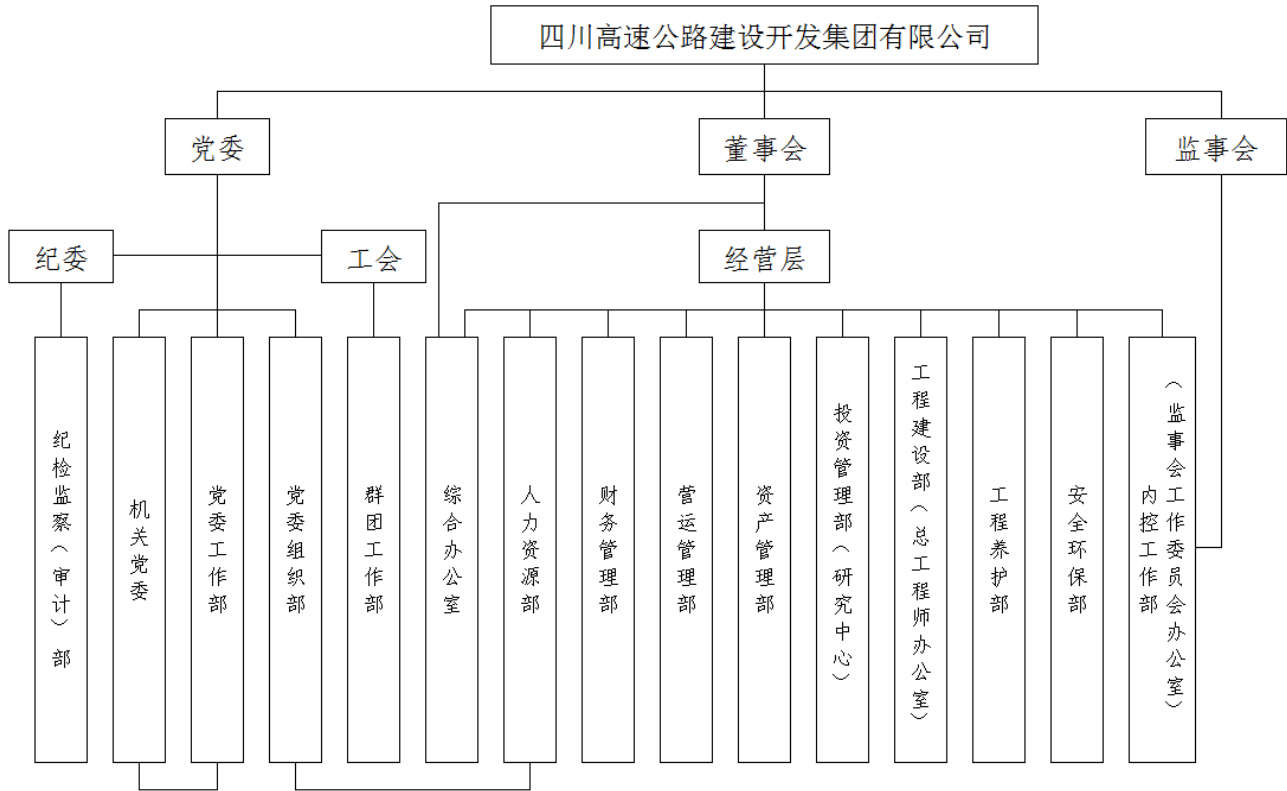 四川高速公路建设开发集团有限公司
党委
董事会
监事会
纪委
工会
经营层
纪检监察（审计）部
机关党委
党委工作部
党委组织部
群团工作部
综合办公室
人力资源部
财务管理部
营运管理部
资产管理部
投资管理部（研究中心）
工程建设部（总工程师办公室）
工程养护部
安全环保部
内控工作部
（监事会工作委员会办公室）